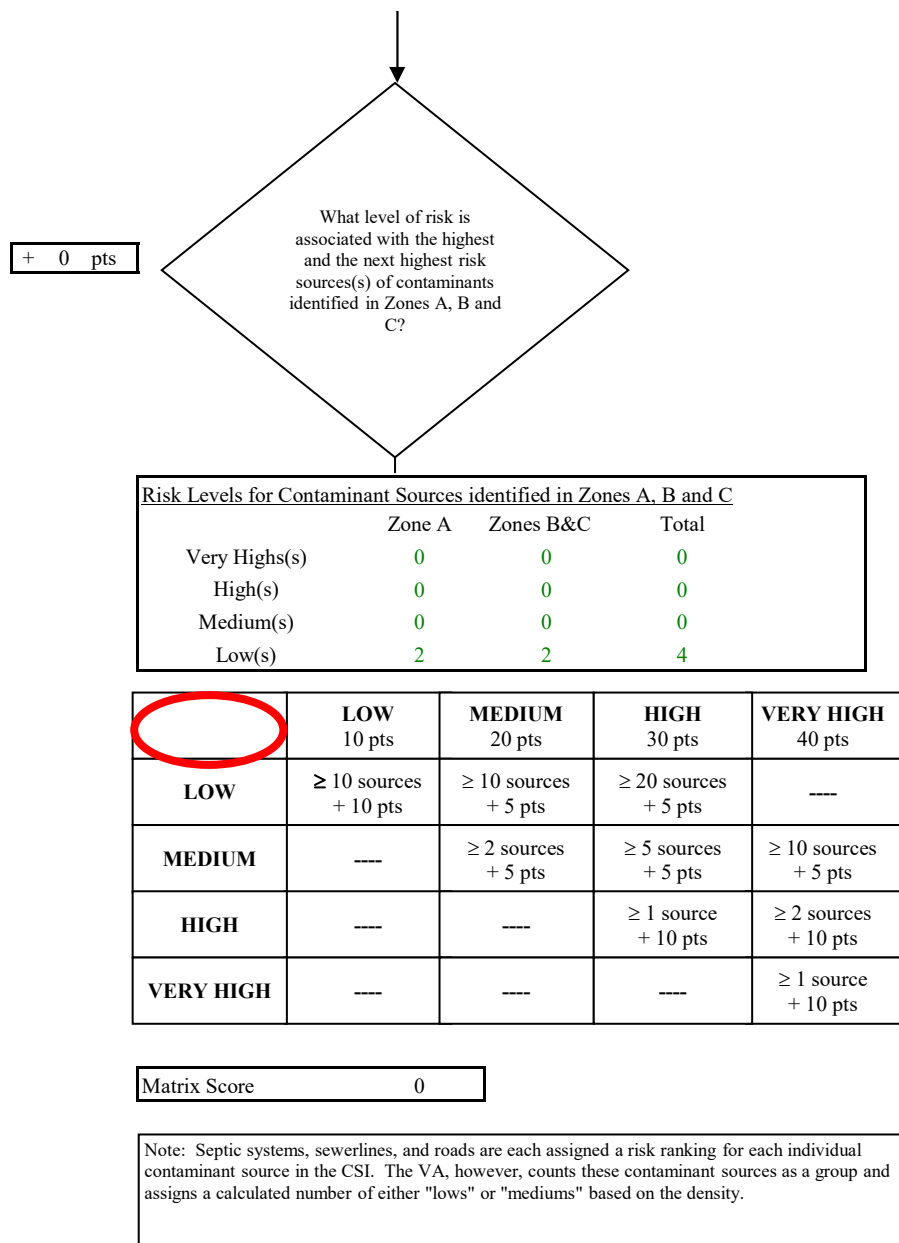 What level of risk is
associated with the highest
and the next highest risk
sources(s) of contaminants
identified in Zones A, B and
C?
+ 0 pts
Risk Levels for Contaminant Sources identified in Zones A, B and C
Zone A Zones B&C Total
Very Highs(s) 0 0 0
High(s) 0 0 0
Medium(s) 0 0 0
Low(s) 2 2 4
LOW MEDIUM HIGH VERY HIGH
10 pts 20 pts 30 pts 40 pts
LOW ≥ 10 sources ≥ 10 sources ≥ 20 sources ----
+ 10 pts + 5 pts + 5 pts
MEDIUM ---- ≥ 2 sources ≥ 5 sources ≥ 10 sources
+ 5 pts + 5 pts + 5 pts
HIGH ---- ---- ≥ 1 source ≥ 2 sources
+ 10 pts + 10 pts
VERY HIGH ---- ---- ---- ≥ 1 source
+ 10 pts
Matrix Score 0
Note: Septic systems, sewerlines, and roads are each assigned a risk ranking for each individual
contaminant source in the CSI. The VA, however, counts these contaminant sources as a group and
assigns a calculated number of either "lows" or "mediums" based on the density.